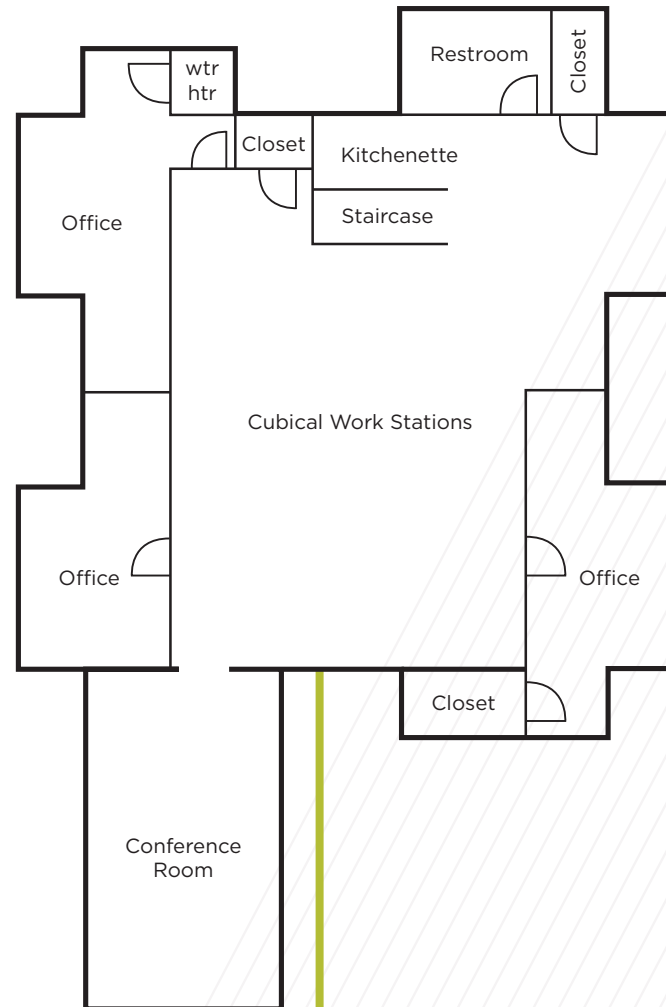 Restroom
Closet
wtr
htr
Closet
Kitchenette
Staircase
Office
Cubical Work Stations
Office
Office
Closet
Conference
Room